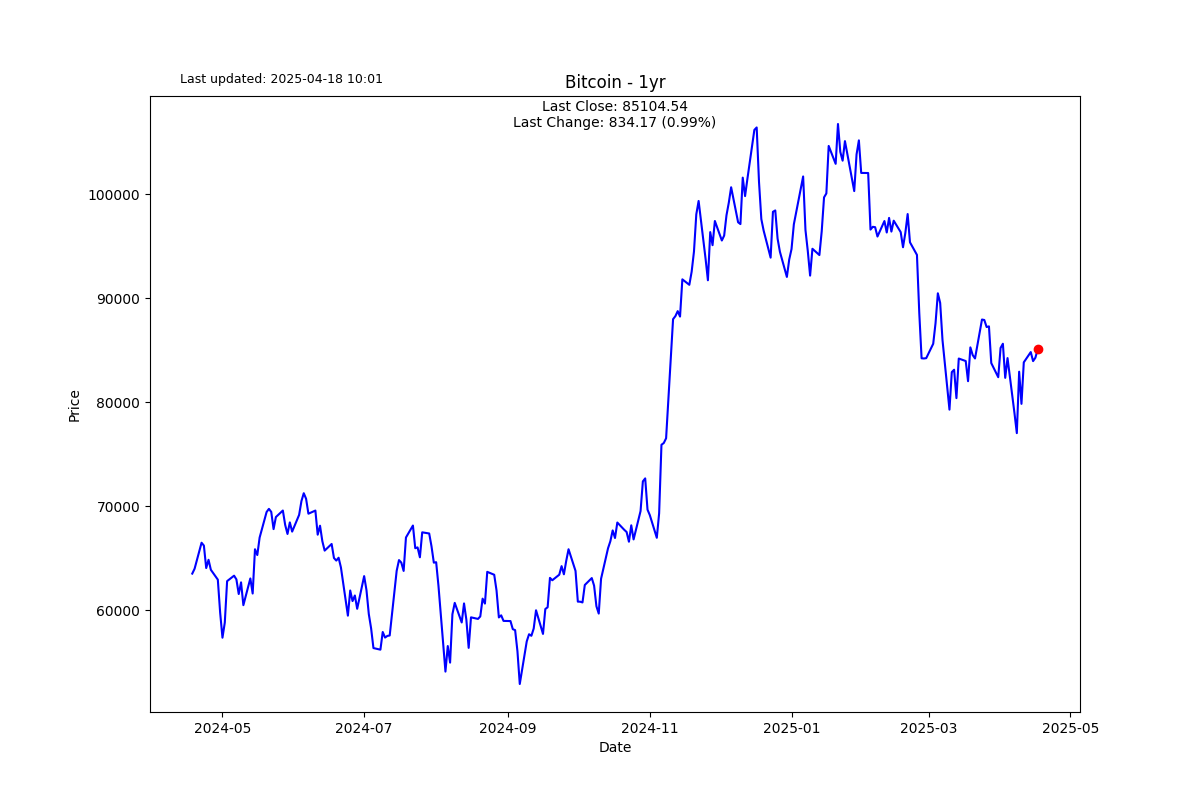 Last updated: 2025-04-18 10:01
Bitcoin - 1yr
Last Close: 85104.54
Last Change: 834.17 (0.99%)
100000
90000
80000
70000
60000
Price
2024-05
2024-07
2024-09
2024-11
2025-01
2025-03
2025-05
Date